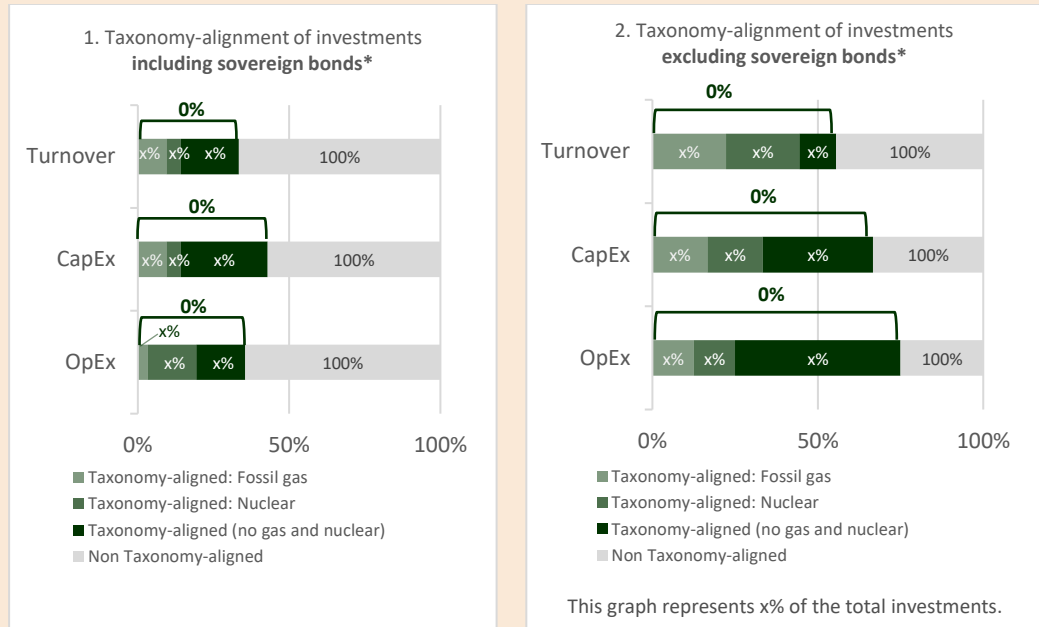 1. Taxonomy-alignment of investments
including sovereign bonds*
0%
Turnover x% x% x% 100%
0%
CapEx x% x% x% 100%
0%
x%
OpEx x% x% 100%
0% 50% 100%
Taxonomy-aligned: Fossil gas
Taxonomy-aligned: Nuclear
Taxonomy-aligned (no gas and nuclear)
Non Taxonomy-aligned
2. Taxonomy-alignment of investments
excluding sovereign bonds*
0%
Turnover x% x% x% 100%
0%
CapEx x% x% x% 100%
0%
OpEx x% x% x% 100%
0% 50% 100%
Taxonomy-aligned: Fossil gas
Taxonomy-aligned: Nuclear
Taxonomy-aligned (no gas and nuclear)
Non Taxonomy-aligned
This graph represents x% of the total investments.